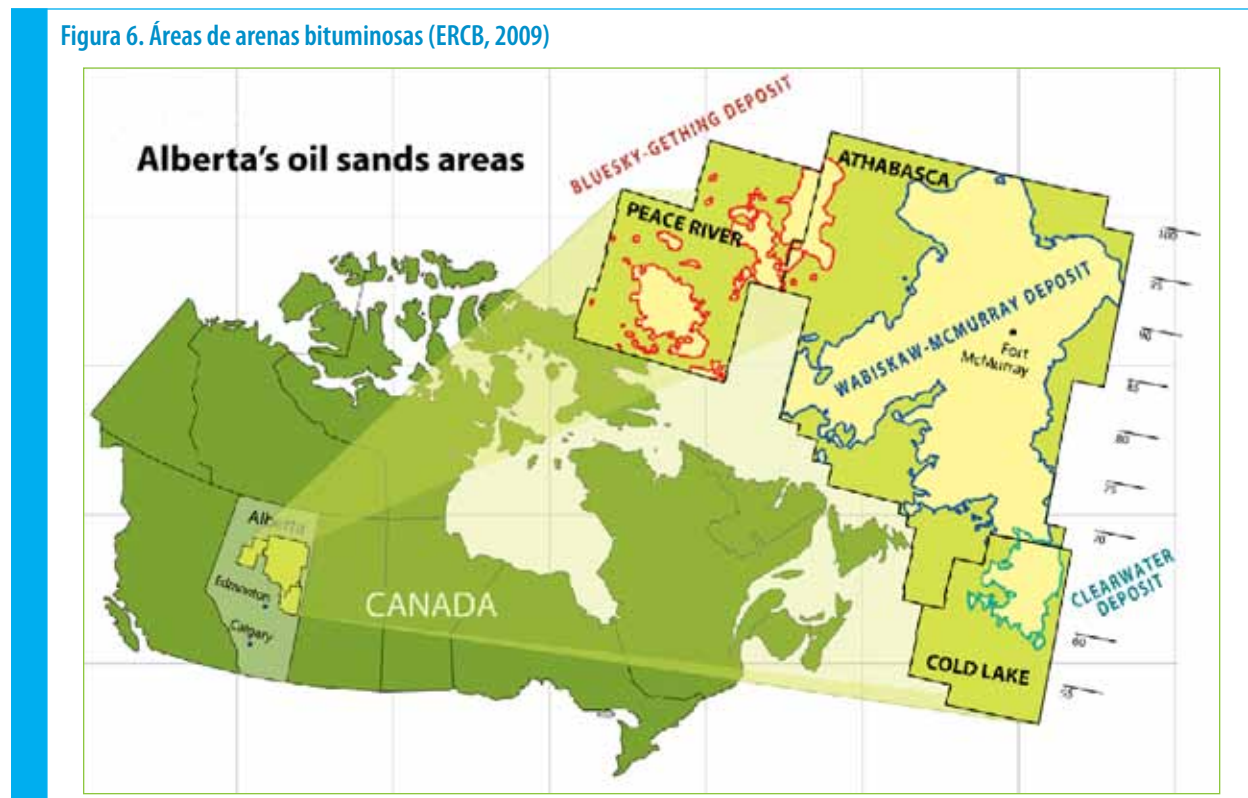 Figura 6. Áreas de arenas bituminosas (ERCB, 2009)
Alberta's oil sands areas
BLUESKY-GETHING DEPOSIT
ATHABASCA
PEACE RIVER
100
90
WABISKAW-MCMURRAY DEPOSIT
Fort
McMurray
85
80
75
70
CLEARWATER
DEPOSIT
60
COLD LAKE
55
Alberta
Edmonton
CANADA
Calgary